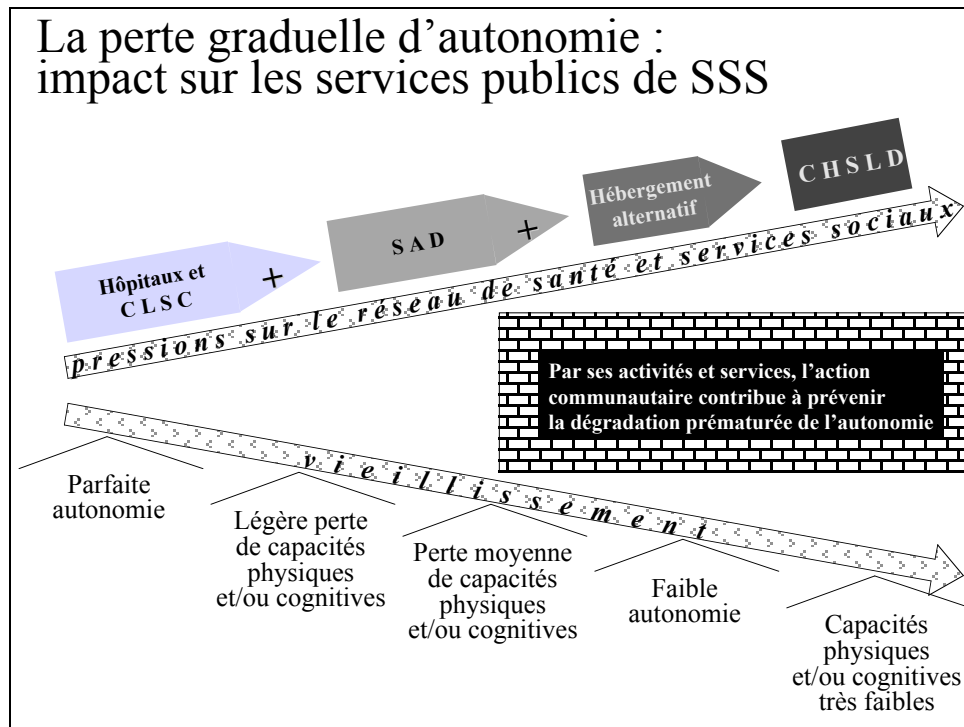 La perte graduelle d’autonomie :
impact sur les services publics de SSS
Hôpitaux et
CLSC
+
SAD
+
Hébergement
alternatif
CHSLD
pressions sur le réseau de santé et services sociaux
Par ses activités et services, l’action
communautaire contribue à prévenir
la dégradation prématurée de l’autonomie
vieillissement
Parfaite
autonomie
Légère perte
de capacités
physiques
et/ou cognitives
Perte moyenne
de capacités
physiques
et/ou cognitives
Faible
autonomie
Capacités
physiques
et/ou cognitives
très faibles